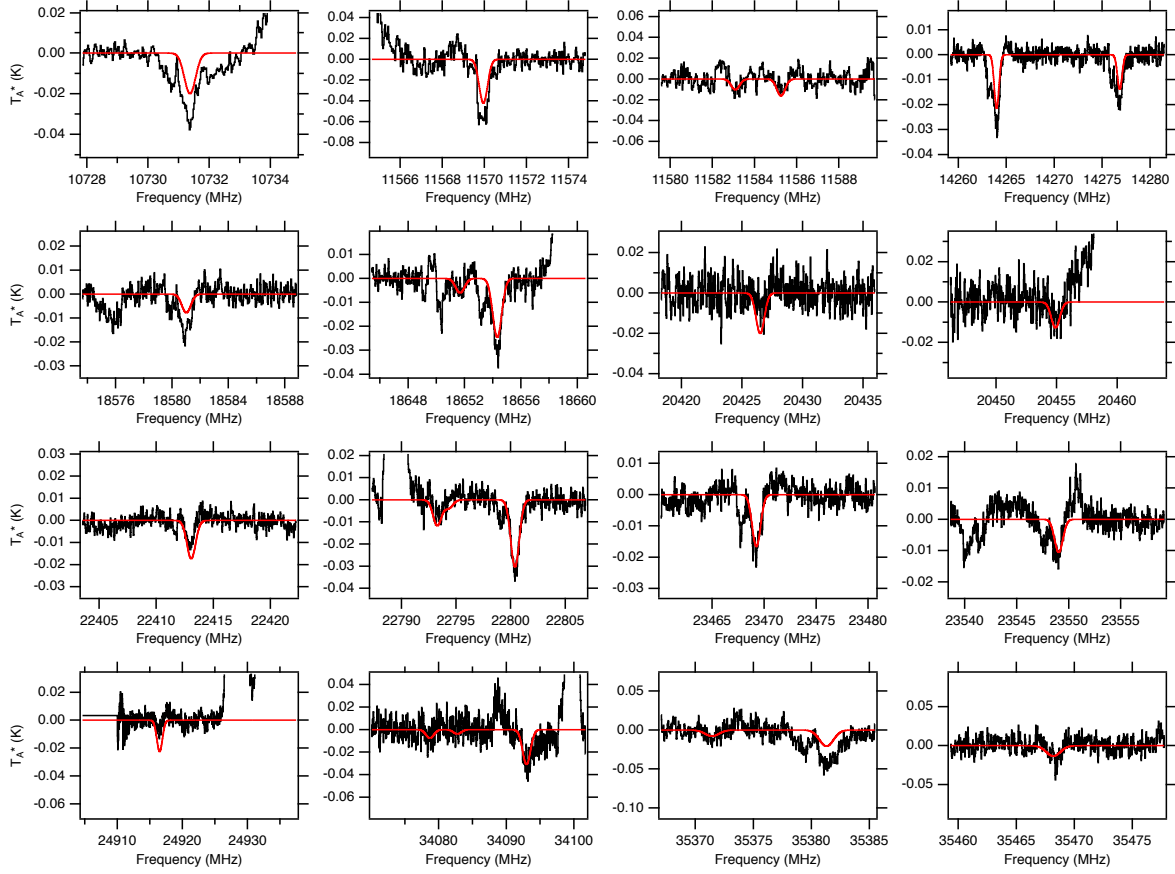 0.02
0.00
-0.02
-0.04
T_A* (K)
10728 10730 10732 10734
Frequency (MHz)
0.04
0.02
0.00
-0.02
-0.04
-0.06
-0.08
11566 11568 11570 11572 11574
Frequency (MHz)
0.06
0.04
0.02
0.00
-0.02
-0.04
-0.06
11580 11582 11584 11586 11588
Frequency (MHz)
0.01
0.00
-0.01
-0.02
-0.03
-0.04
14260 14265 14270 14275 14280
Frequency (MHz)
0.02
0.01
0.00
-0.01
-0.02
-0.03
T_A* (K)
18576 18580 18584 18588
Frequency (MHz)
0.01
0.00
-0.01
-0.02
-0.03
-0.04
18648 18652 18656 18660
Frequency (MHz)
0.02
0.00
-0.02
-0.04
20420 20425 20430 20435
Frequency (MHz)
0.02
0.00
-0.02
20450 20455 20460
Frequency (MHz)
0.03
0.02
0.01
0.00
-0.01
-0.02
-0.03
T_A* (K)
22405 22410 22415 22420
Frequency (MHz)
0.02
0.01
0.00
-0.01
-0.02
-0.03
-0.04
22790 22795 22800 22805
Frequency (MHz)
0.01
0.00
-0.01
-0.02
-0.03
23465 23470 23475 23480
Frequency (MHz)
0.02
0.01
0.00
-0.01
-0.02
23540 23545 23550 23555
Frequency (MHz)
0.02
0.00
-0.02
-0.04
-0.06
T_A* (K)
24910 24920 24930
Frequency (MHz)
0.04
0.02
0.00
-0.02
-0.04
-0.06
34080 34090 34100
Frequency (MHz)
0.05
0.00
-0.05
-0.10
35370 35375 35380 35385
Frequency (MHz)
0.05
0.00
-0.05
35460 35465 35470 35475
Frequency (MHz)